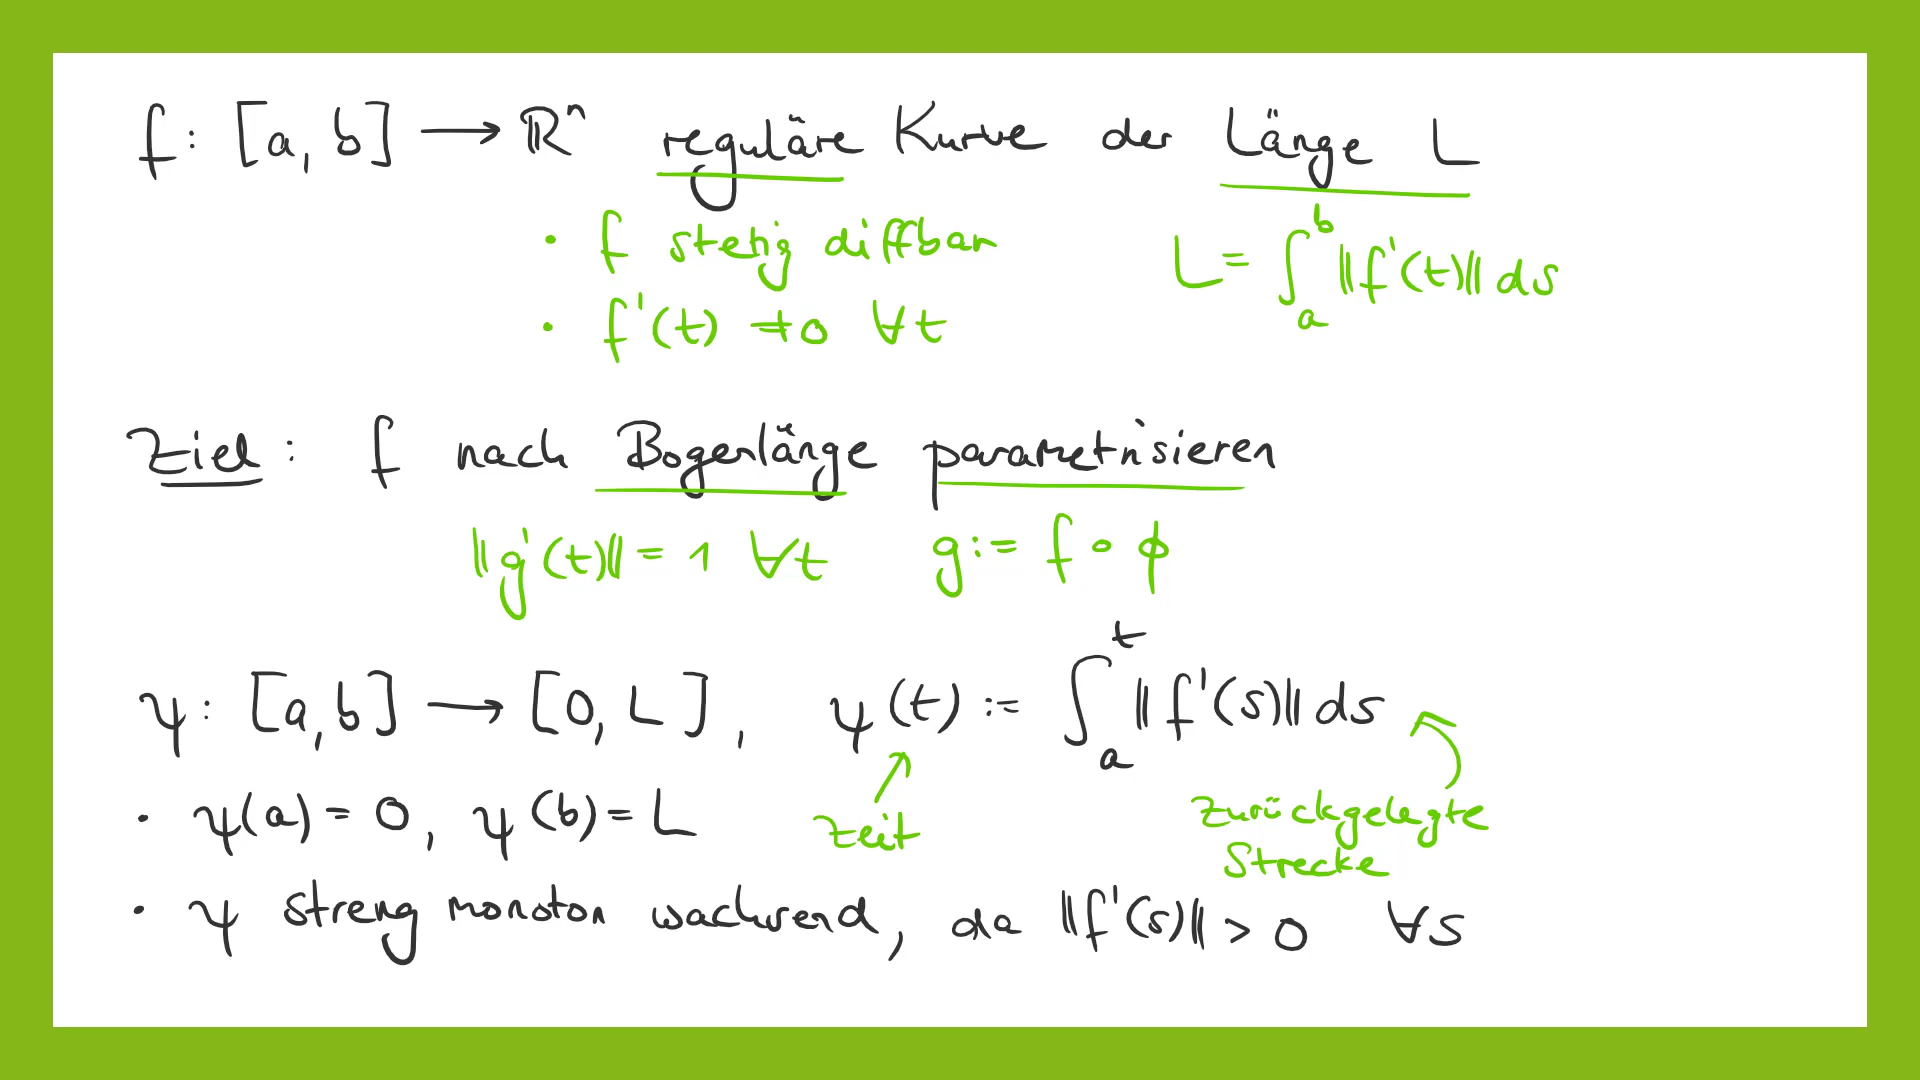 f: [a, b] ⟶ ℝⁿ reguläre Kurve der Länge L
• f stetig diffbar
• f'(t) ≠ 0 ∀t
L = ∫ₐᵇ ‖f'(t)‖ ds
Ziel: f nach Bogenlänge parametrisieren
‖g'(t)‖ = 1 ∀t g := f ∘ ϕ
ψ: [a,b] ⟶ [0, L], ψ(t) := ∫ₐᵗ ‖f'(s)‖ ds
Zeit
zurückgelegte
Strecke
• ψ(a) = 0, ψ(b) = L
• ψ streng monoton wachsend, da ‖f'(s)‖ > 0 ∀s